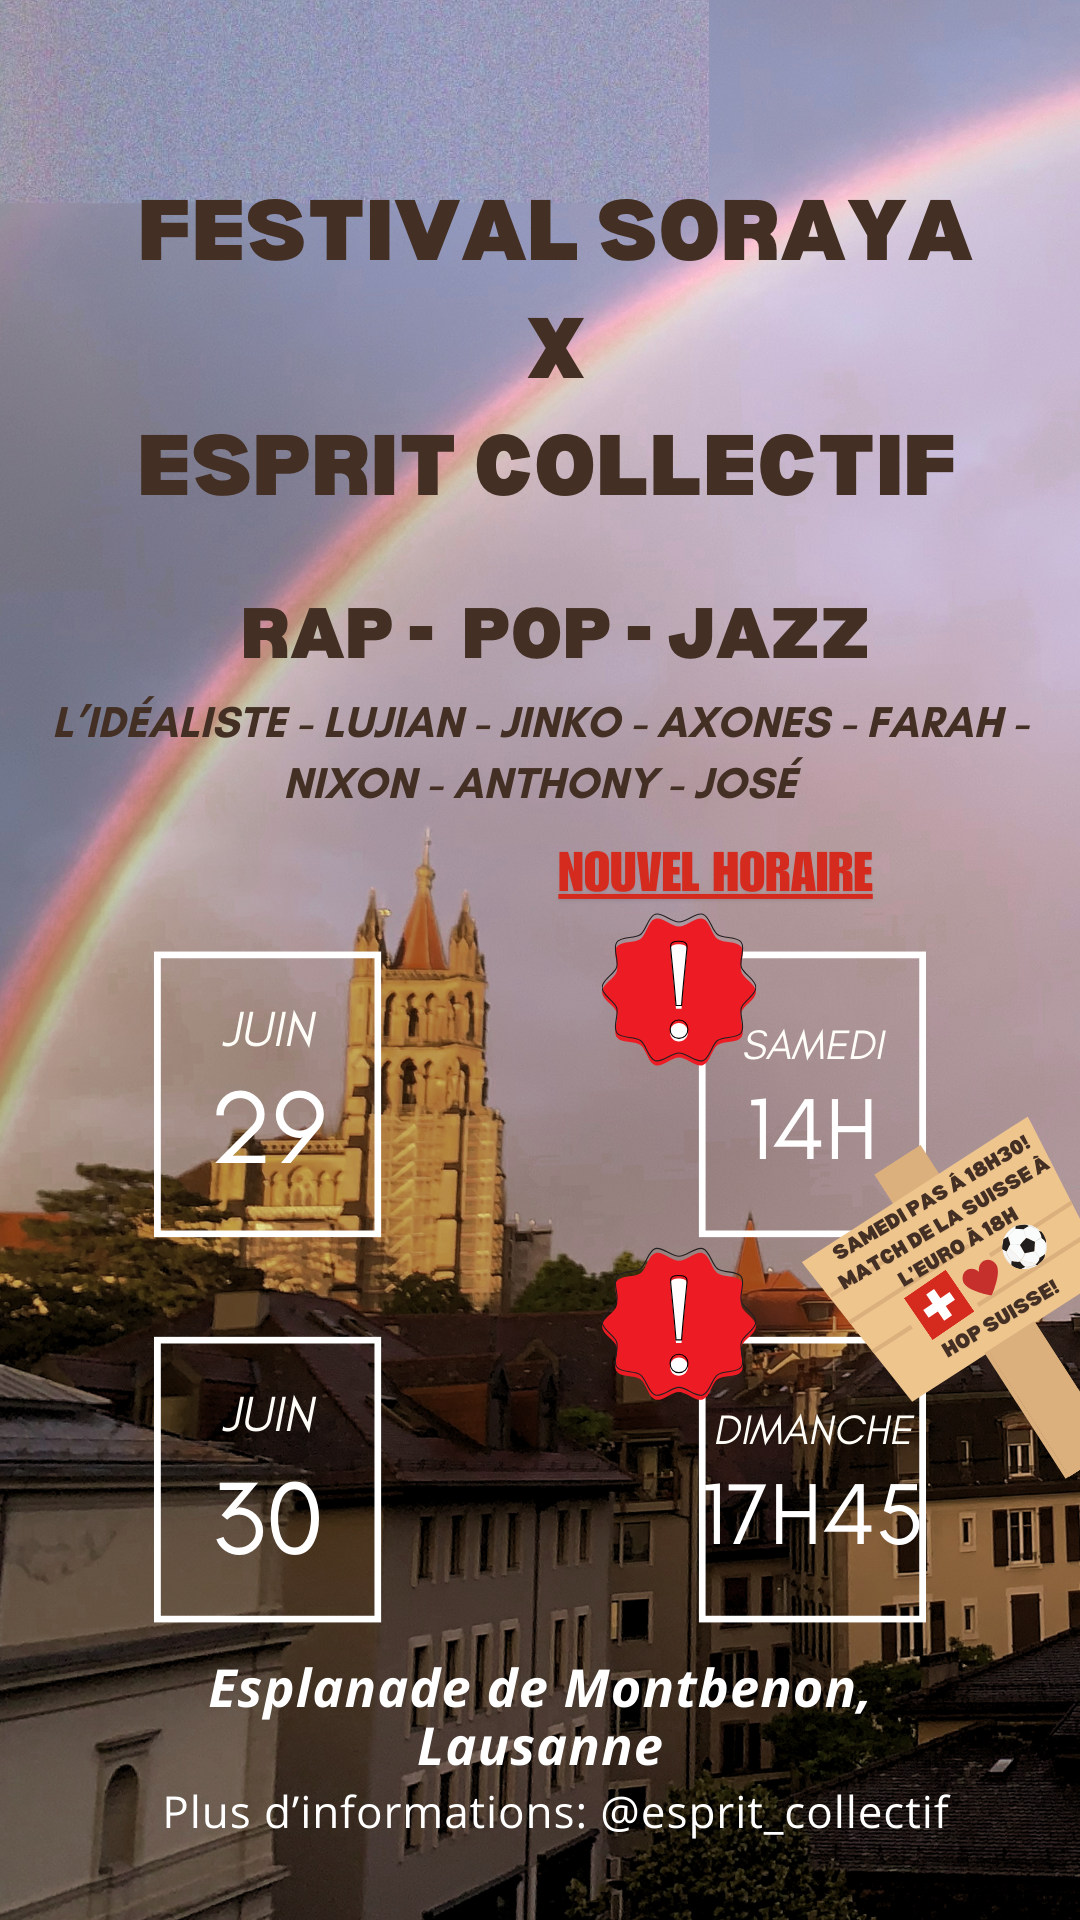 FESTIVAL SORAYA
X
ESPRIT COLLECTIF
RAP - POP - JAZZ
L'IDÉALISTE - LUJIAN - JINKO - AXONES - FARAH -
NIXON - ANTHONY - JOSÉ
NOUVEL HORAIRE
JUIN
29
!
SAMEDI
14H
SAMEDI PAS À 18H30!
MATCH DE LA SUISSE À
L'EURO À 18H
HOP SUISSE!
JUIN
30
!
DIMANCHE
17H45
Esplanade de Montbenon,
Lausanne
Plus d'informations: @esprit_collectif